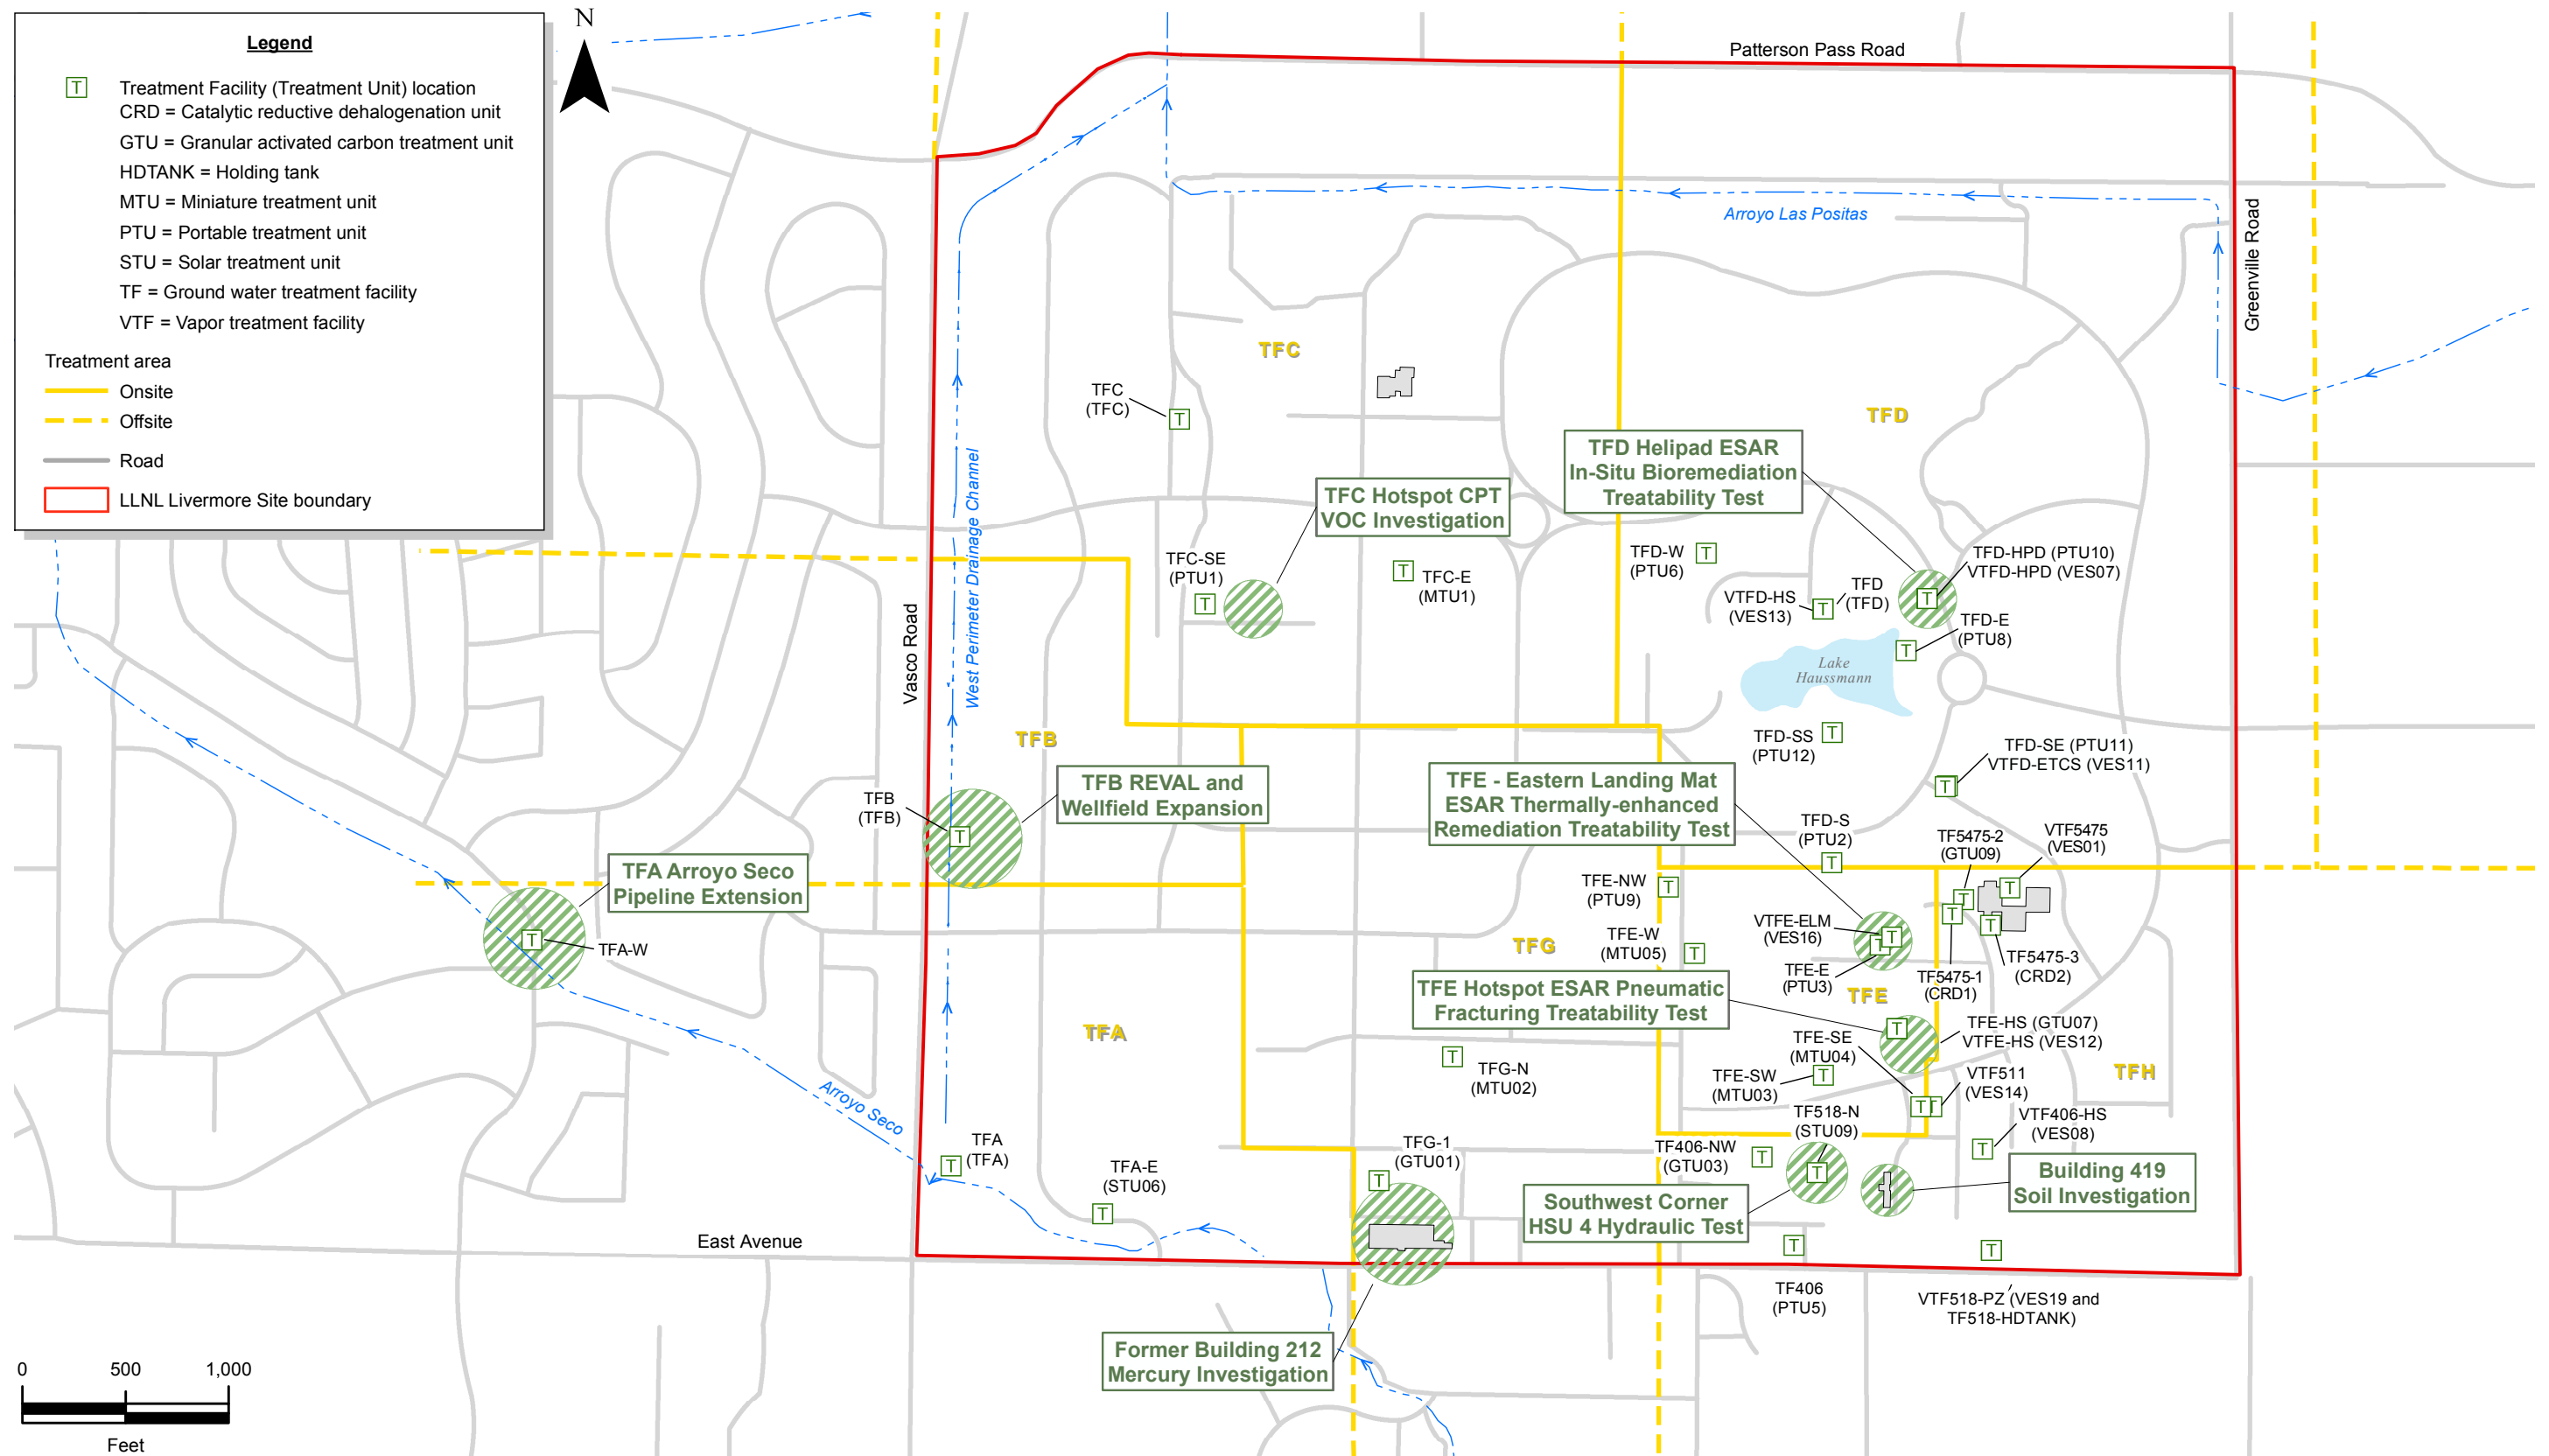 Legend
T
Treatment Facility (Treatment Unit) location
CRD = Catalytic reductive dehalogenation unit
GTU = Granular activated carbon treatment unit
HDTANK = Holding tank
MTU = Miniature treatment unit
PTU = Portable treatment unit
STU = Solar treatment unit
TF = Ground water treatment facility
VTF = Vapor treatment facility
Treatment area
Onsite
Offsite
Road
LLNL Livermore Site boundary
N
Patterson Pass Road
Arroyo Las Positas
Greenville Road
TFC
TFC
(TFC)
T
TFD
TFD Helipad ESAR
In-Situ Bioremediation
Treatability Test
TFC Hotspot CPT
VOC Investigation
West Perimeter Drainage Channel
Vasco Road
TFC-SE
(PTU1)
T
T
TFC-E
(MTU1)
TFD-W
(PTU6)
T
VTFD-HS
(VES13)
T
TFD
(TFD)
T
TFD-HPD (PTU10)
VTFD-HPD (VES07)
TFD-E
(PTU8)
T
Lake
Haussmann
TFD-SS
(PTU12)
T
TFD-SE (PTU11)
VTFD-ETCS (VES11)
T
TFB
TFB REVAL and
Wellfield Expansion
TFB
(TFB)
T
TFE - Eastern Landing Mat
ESAR Thermally-enhanced
Remediation Treatability Test
TFD-S
(PTU2)
T
TF5475-2
(GTU09)
T
VTF5475
(VES01)
T
TFA Arroyo Seco
Pipeline Extension
T
TFA-W
TFE-NW
(PTU9)
T
TFG
TFE-W
(MTU05)
T
VTFE-ELM
(VES16)
T
T
TFE-E
(PTU3)
T
TF5475-1
(CRD1)
T
TF5475-3
(CRD2)
TFE
TFE Hotspot ESAR Pneumatic
Fracturing Treatability Test
T
TFE-HS (GTU07)
VTFE-HS (VES12)
TFA
T
TFG-N
(MTU02)
TFE-SE
(MTU04)
TFE-SW
(MTU03)
T
T
T
VTF511
(VES14)
TFH
Arroyo Seco
TFA
(TFA)
T
TFA-E
(STU06)
T
TFG-1
(GTU01)
T
TF406-NW
(GTU03)
T
TF518-N
(STU09)
T
VTF406-HS
(VES08)
T
Building 419
Soil Investigation
Southwest Corner
HSU 4 Hydraulic Test
East Avenue
T
TF406
(PTU5)
T
VTF518-PZ (VES19 and
TF518-HDTANK)
Former Building 212
Mercury Investigation
0 500 1,000
Feet